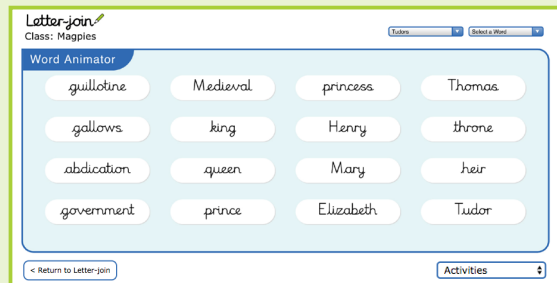 Letter-join
Class: Magpies
Tudors Select a Word
Word Animator
guillotine Medieval princess Thomas
gallows king Henry throne
abdication queen Mary heir
government prince Elizabeth Tudor
< Return to Letter-join Activities